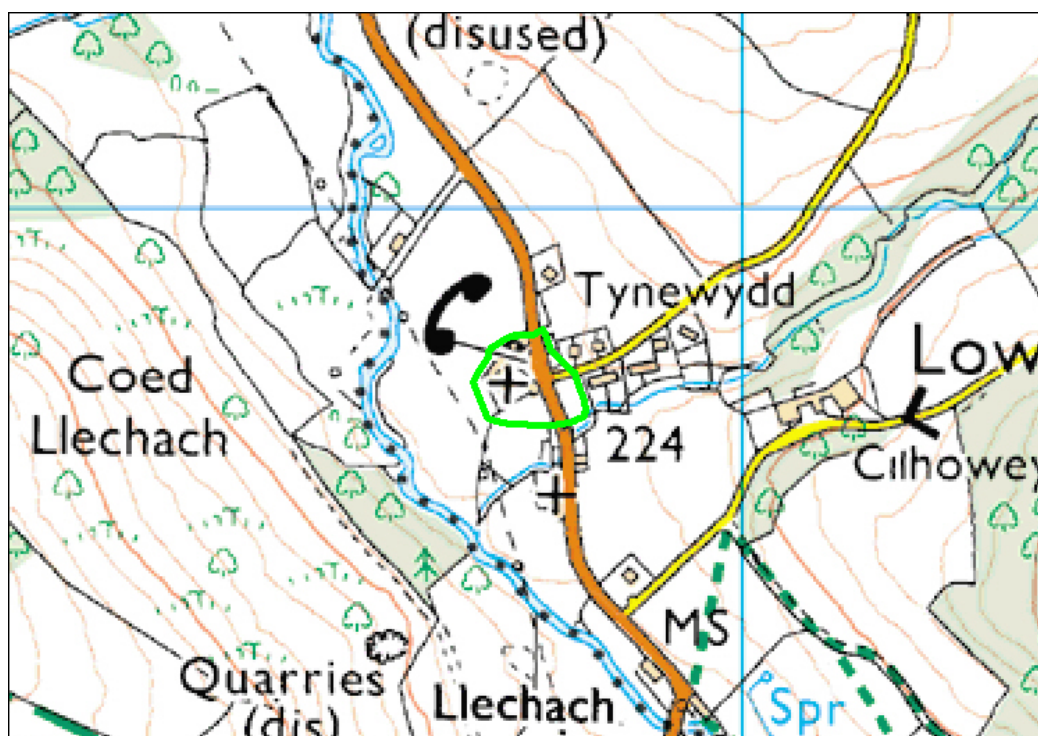 (disused)
Tynewydd
Low
Coed
Llechach
224
Cilhowey
MS
Quarries
(dis)
Llechach
Spr